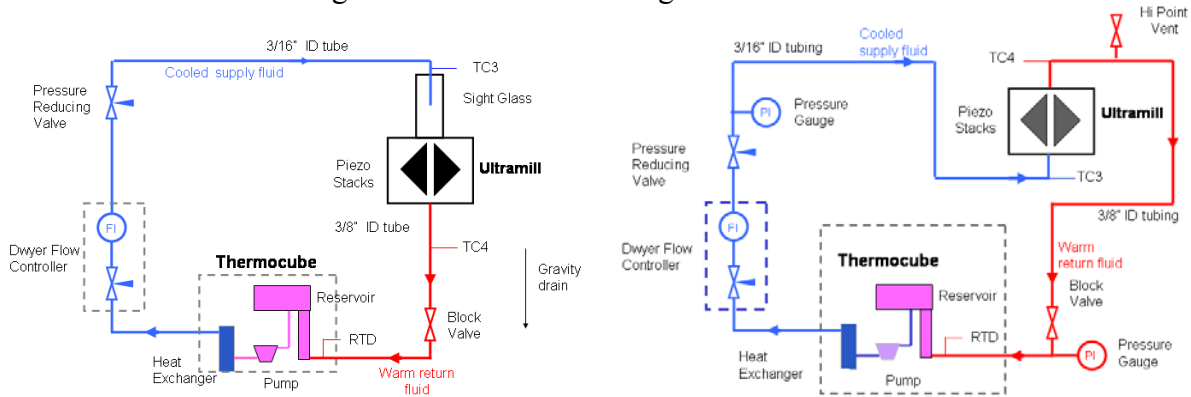 3/16" ID tube
Cooled supply fluid
TC3
Sight Glass
Pressure
Reducing
Valve
Piezo
Stacks
Ultramill
3/8" ID tube
FI
TC4
Dwyer Flow
Controller
Thermocube
Gravity
drain
Reservoir
Block
Valve
RTD
Heat
Exchanger
Pump
Warm return
fluid
Hi Point
Vent
3/16" ID tubing
Cooled
supply fluid
TC4
PI
Pressure
Gauge
Piezo
Stacks
Ultramill
Pressure
Reducing
Valve
TC3
3/8" ID tubing
FI
Dwyer Flow
Controller
Thermocube
Warm
return fluid
Block
Valve
Reservoir
RTD
PI
Pressure
Gauge
Heat
Exchanger
Pump